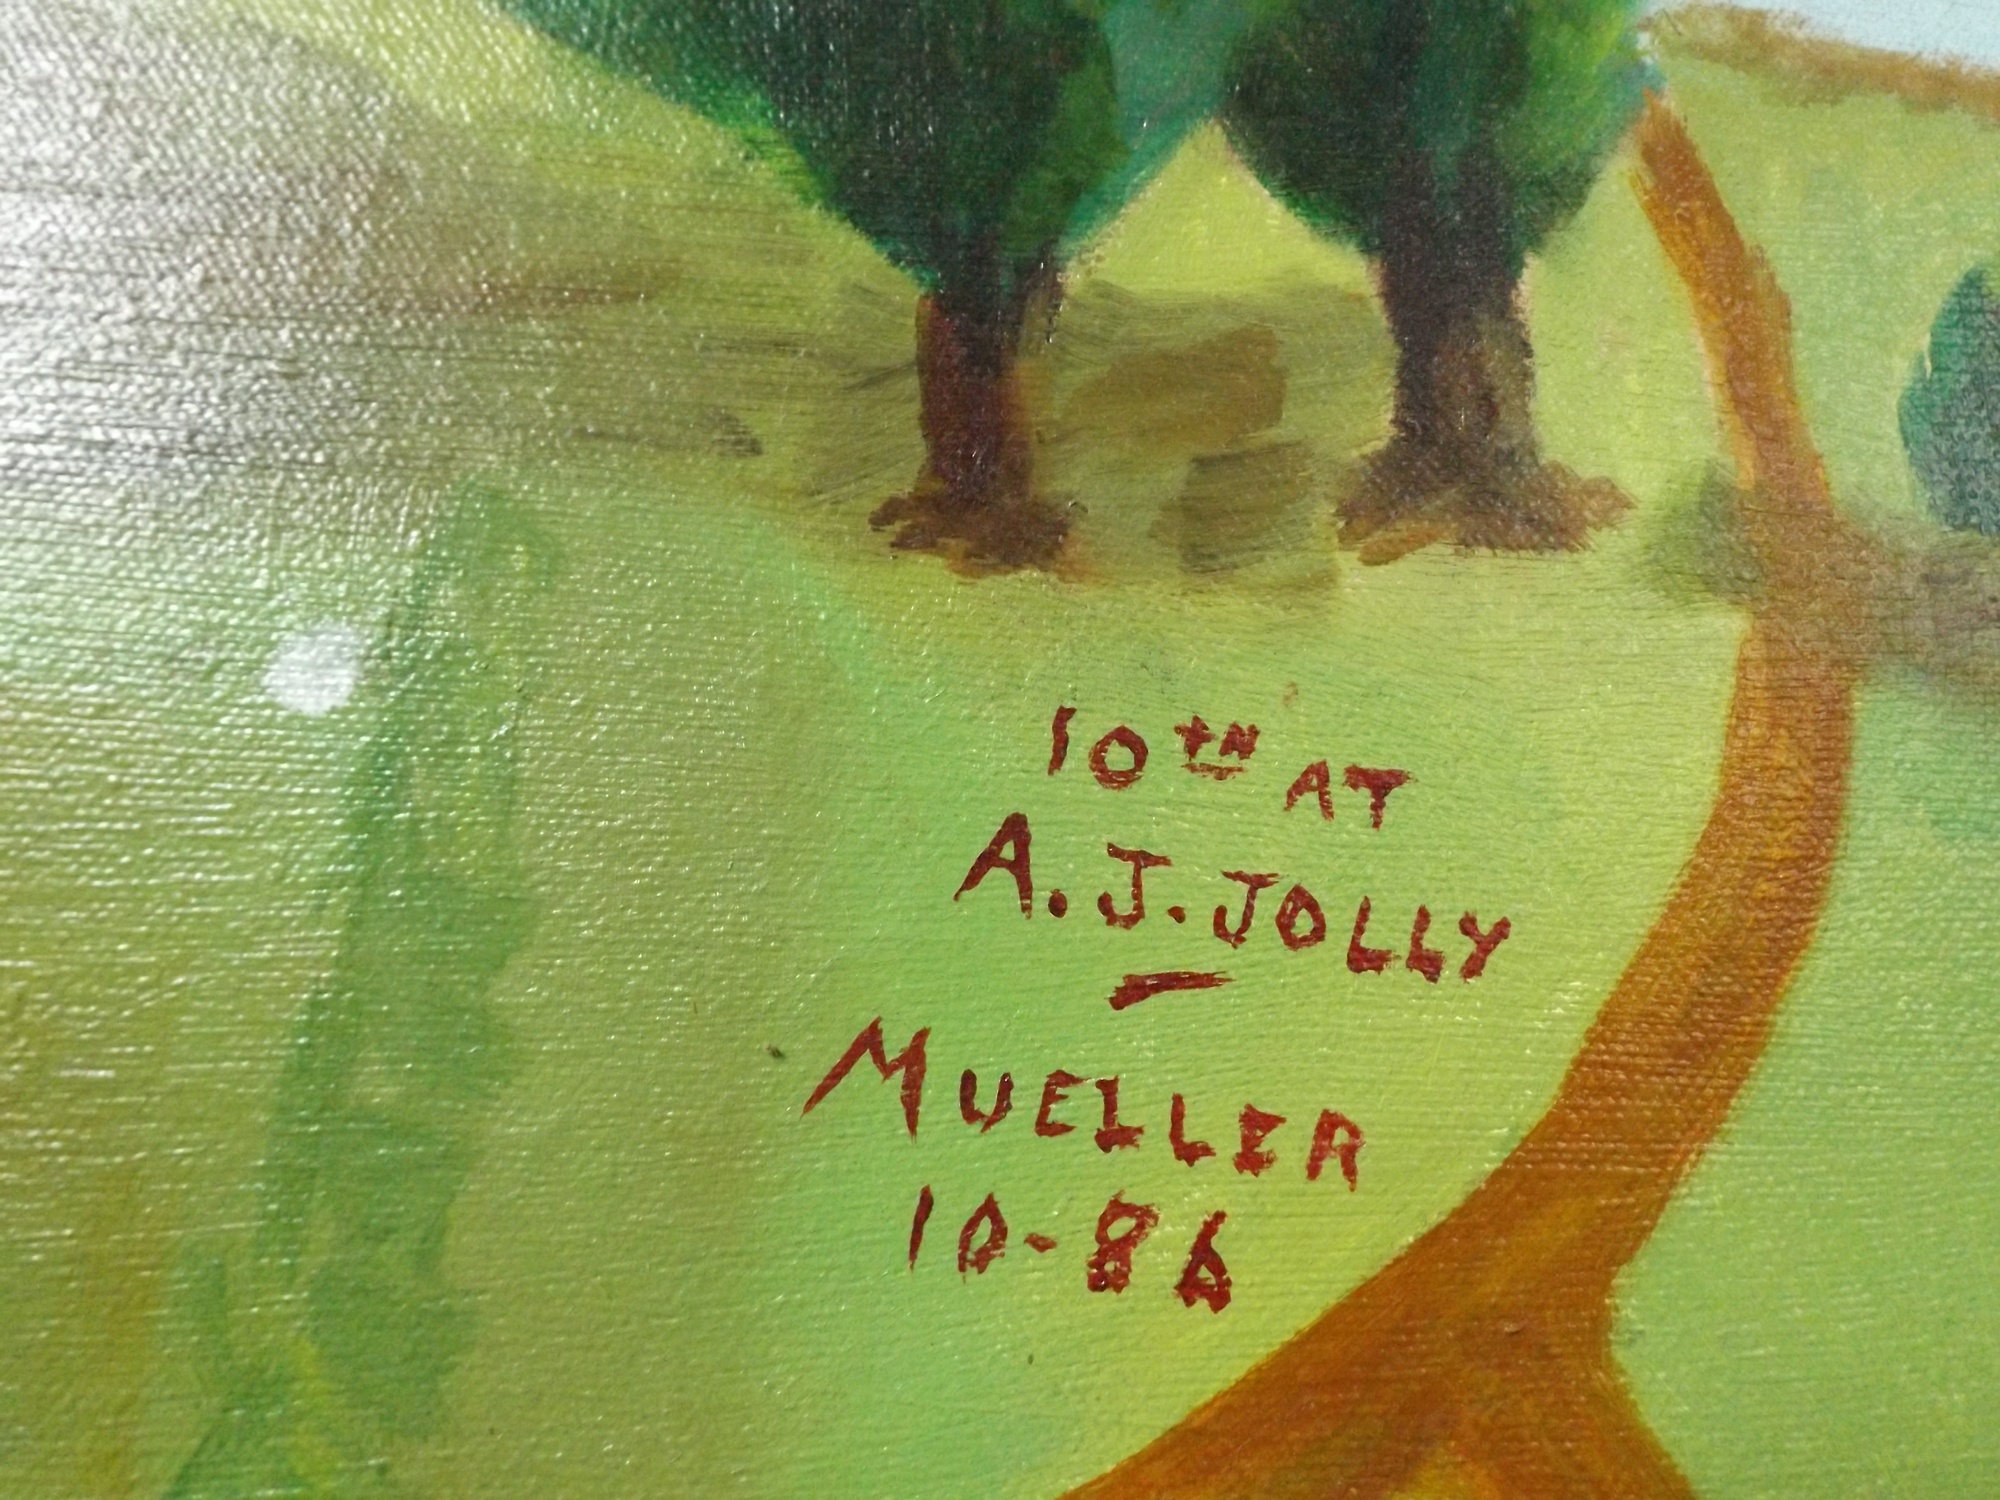 10th AT
A.J. JOLLY
MUELLER
10-86